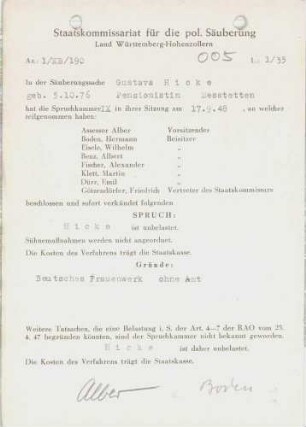 Staatskommissariat für die pol. Säuberung
Land Württemberg-Hohenzollern
Az. 1/XX/190 005 L. 1/35
In der Säuberungssache Gustava Hicke
geb. 5.10.76 Pensionistin Messtetten
hat die Spruchkammer IX in ihrer Sitzung am 17.9.48, an welcher
teilgenommen haben:
Assessor Alber Vorsitzender
Boden, Hermann Beisitzer
Eisele, Wilhelm "
Benz, Albert "
Fischer, Alexander "
Klett, Martin "
Dürr, Emil "
Götzendörfer, Friedrich Vertreter des Staatskommissars
beschlossen und sofort verkündet folgenden
SPRUCH:
Hicke ist unbelastet.
Sühnemaßnahmen werden nicht angeordnet.
Die Kosten des Verfahrens trägt die Staatskasse.
Gründe:
Deutsches Frauenwerk ohne Amt
Weitere Tatsachen, die eine Belastung i. S. der Art. 4—7 der RAO vom 25.
4. 47 begründen könnten, sind der Spruchkammer nicht bekannt geworden.
Hicke ist daher unbelastet.
Die Kosten des Verfahrens trägt die Staatskasse.
Alber Boden